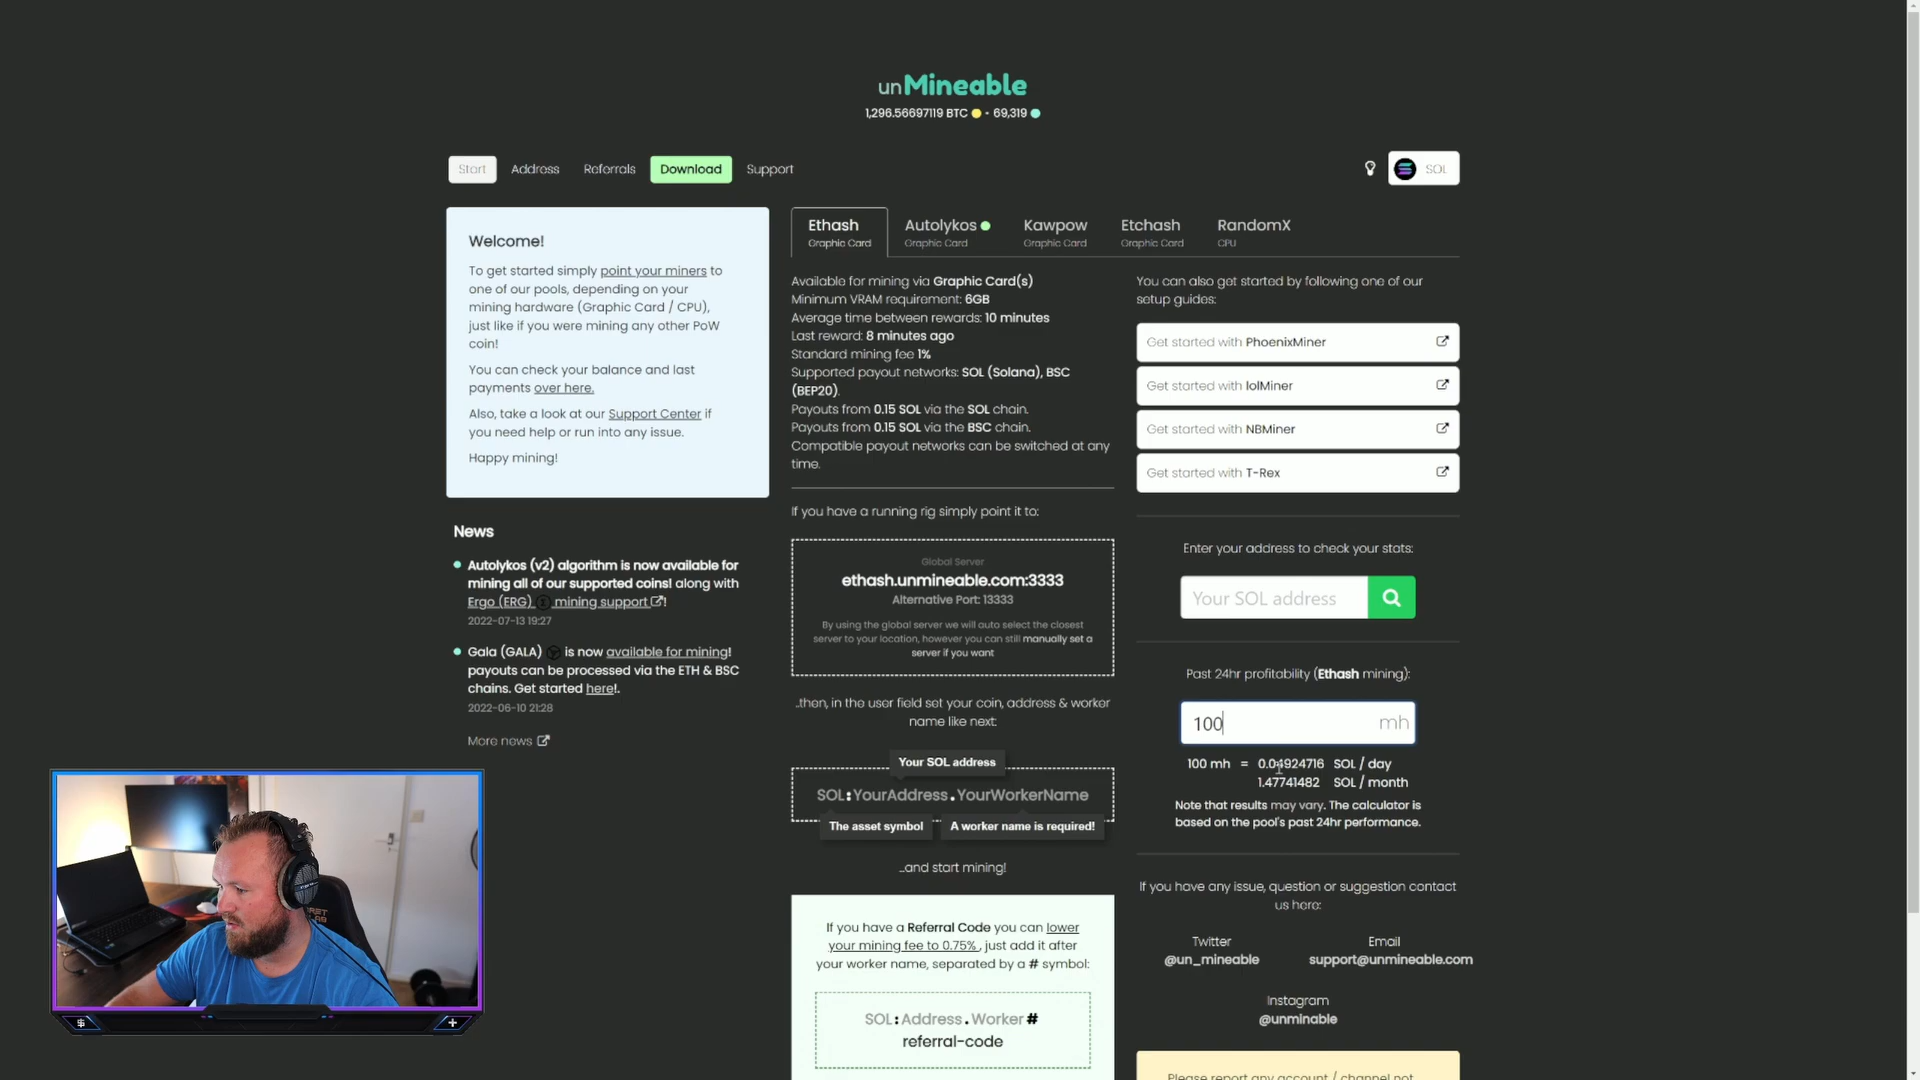 unMineable
1,296.56697119 BTC - 69,319
Start
Address
Referrals
Download
Support
SOL
Welcome!
To get started simply point your miners to
one of our pools, depending on your
mining hardware (Graphic Card / CPU),
just like if you were mining any other PoW
coin!
You can check your balance and last
payments over here.
Also, take a look at our Support Center if
you need help or run into any issue.
Happy mining!
News
Autolykos (v2) algorithm is now available for
mining all of our supported coins! along with
Ergo (ERG) mining support!
2022-07-13 19:27
Gala (GALA) is now available for mining!
payouts can be processed via the ETH & BSC
chains. Get started here!.
2022-06-10 21:28
More news
Ethash
Graphic Card
Autolykos
Graphic Card
Kawpow
Graphic Card
Etchash
Graphic Card
RandomX
CPU
Available for mining via Graphic Card(s)
Minimum VRAM requirement: 6GB
Average time between rewards: 10 minutes
Last reward: 8 minutes ago
Standard mining fee 1%
Supported payout networks: SOL (Solana), BSC
(BEP20).
Payouts from 0.15 SOL via the SOL chain.
Payouts from 0.15 SOL via the BSC chain.
Compatible payout networks can be switched at any
time.
If you have a running rig simply point it to:
Global Server
ethash.unmineable.com:3333
Alternative Port: 13333
By using the global server we will auto select the closest
server to your location, however you can still manually set a
server if you want
..then, in the user field set your coin, address & worker
name like next:
Your SOL address
SOL:YourAddress.YourWorkerName
The asset symbol
A worker name is required!
...and start mining!
If you have a Referral Code you can lower
your mining fee to 0.75% , just add it after
your worker name, separated by a # symbol:
SOL:Address.Worker#
referral-code
You can also get started by following one of our
setup guides:
Get started with PhoenixMiner
Get started with lolMiner
Get started with NBMiner
Get started with T-Rex
Enter your address to check your stats:
Your SOL address
Past 24hr profitability (Ethash mining):
100 mh
100 mh = 0.04924716 SOL / day
1.47741482 SOL / month
Note that results may vary. The calculator is
based on the pool's past 24hr performance.
If you have any issue, question or suggestion contact
us here:
Twitter
@un_mineable
Email
support@unmineable.com
Instagram
@unminable
Please report any account / channel not